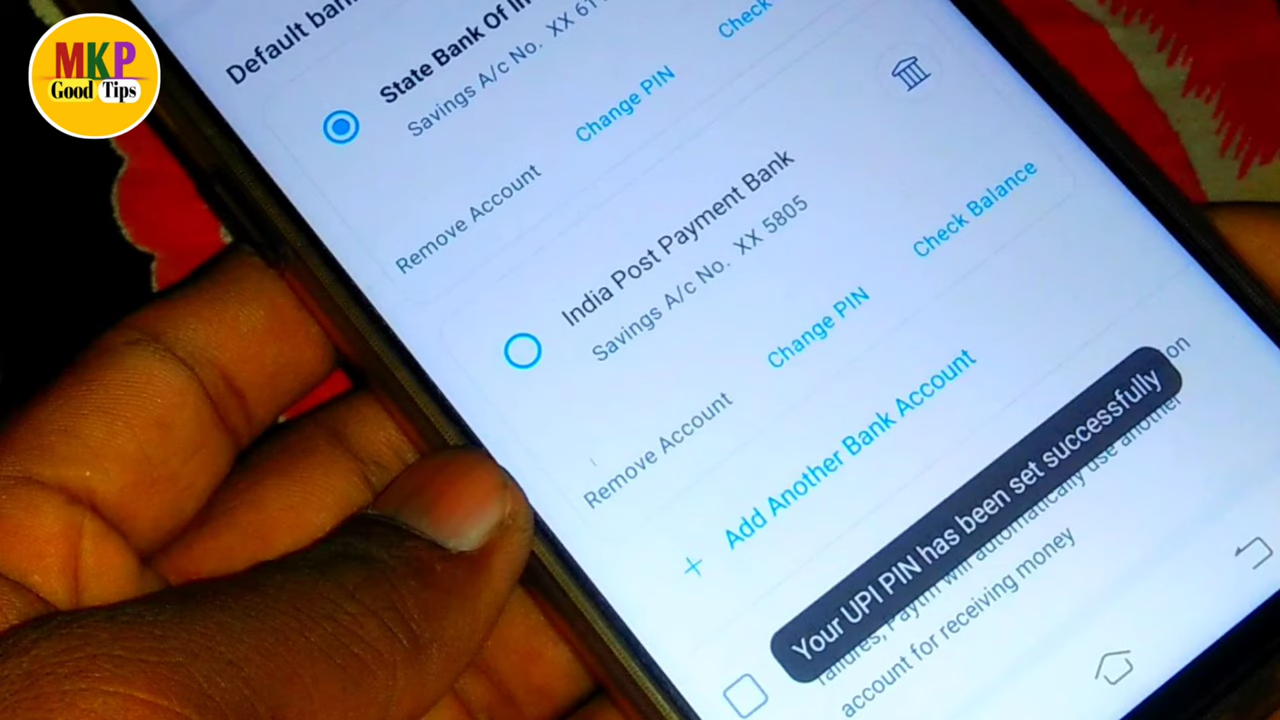 MKP
Good Tips
Default bank
State Bank Of
Savings A/c No. XX 61
Check
Change PIN
Remove Account
India Post Payment Bank
Savings A/c No. XX 5805
Check Balance
Change PIN
Remove Account
+ Add Another Bank Account
on
Your UPI PIN has been set successfully
failures, Paytm will automatically use another
account for receiving money